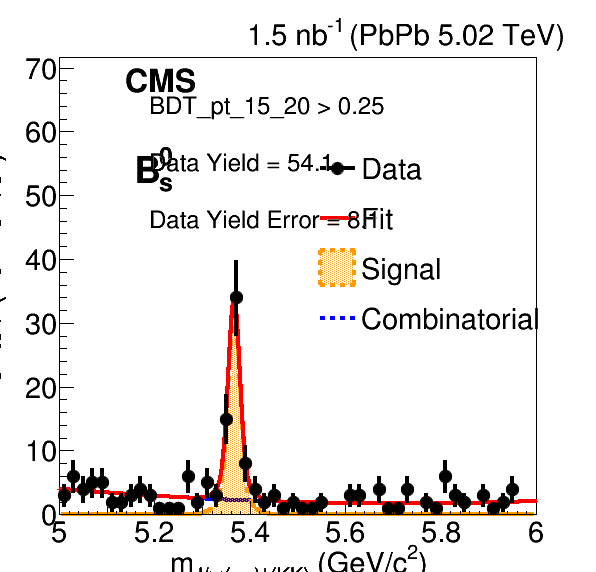 1.5 nb-1 (PbPb 5.02 TeV)
CMS
BDT_pt_15_20 > 0.25
B0s
Data Yield = 54.1
Data Yield Error = 8.
Data
Fit
Signal
Combinatorial
70
60
50
40
30
20
10
0
5 5.2 5.4 5.6 5.8 6
m (GeV/c2)